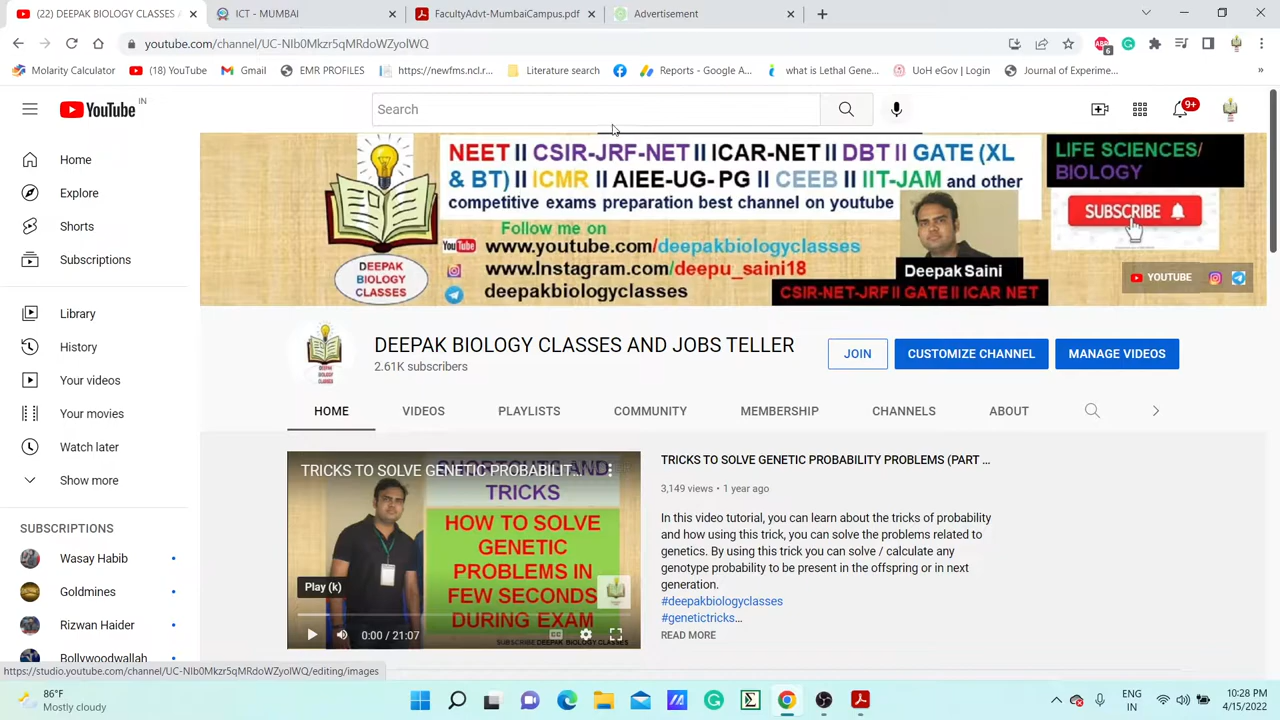 (22) DEEPAK BIOLOGY CLASSES A
ICT - MUMBAI
FacultyAdvt-MumbaiCampus.pdf
Advertisement
youtube.com/channel/UC-NIb0Mkzr5qMRdoWZyolWQ
6
Molarity Calculator
(18) YouTube
Gmail
EMR PROFILES
https://newfms.ncl.r...
Literature search
Reports - Google A...
what is Lethal Gene...
UoH eGov | Login
Journal of Experime...
»
YouTube IN
Search
9+
Home
Explore
Shorts
Subscriptions
Library
History
Your videos
Your movies
Watch later
Show more
SUBSCRIPTIONS
Wasay Habib
Goldmines
Rizwan Haider
Bollywoodwallah
NEET II CSIR-JRF-NET II ICAR-NET II DBT II GATE (XL
& BT) II ICMR II AIEE-UG- PG II CEEB II IIT-JAM and other
competitive exams preparation best channel on youtube
LIFE SCIENCES/
BIOLOGY
SUBSCRIBE
Follow me on
YouTube www.youtube.com/deepakbiologyclasses
www.Instagram.com/deepu_saini18
deepakbiologyclasses
DEEPAK
BIOLOGY
CLASSES
Deepak Saini
CSIR-NET-JRF II GATE II ICAR NET
YOUTUBE
DEEPAK BIOLOGY CLASSES AND JOBS TELLER
2.61K subscribers
JOIN
CUSTOMIZE CHANNEL
MANAGE VIDEOS
HOME
VIDEOS
PLAYLISTS
COMMUNITY
MEMBERSHIP
CHANNELS
ABOUT
TRICKS TO SOLVE GENETIC PROBABILIT...
SHORTCUTS AND
TRICKS
HOW TO SOLVE
GENETIC
PROBLEMS IN
FEW SECONDS
DURING EXAM
SUBSCRIBE DEEPAK BIOLOGY CLASSES
Play (k)
0:00 / 21:07
CC
TRICKS TO SOLVE GENETIC PROBABILITY PROBLEMS (PART ...
3,149 views • 1 year ago
In this video tutorial, you can learn about the tricks of probability
and how using this trick, you can solve the problems related to
genetics. By using this trick you can solve / calculate any
genotype probability to be present in the offspring or in next
generation.
#deepakbiologyclasses
#genetictricks...
READ MORE
https://studio.youtube.com/channel/UC-NIb0Mkzr5qMRdoWZyolWQ/editing/images
86°F
Mostly cloudy
ENG
IN
10:28 PM
4/15/2022